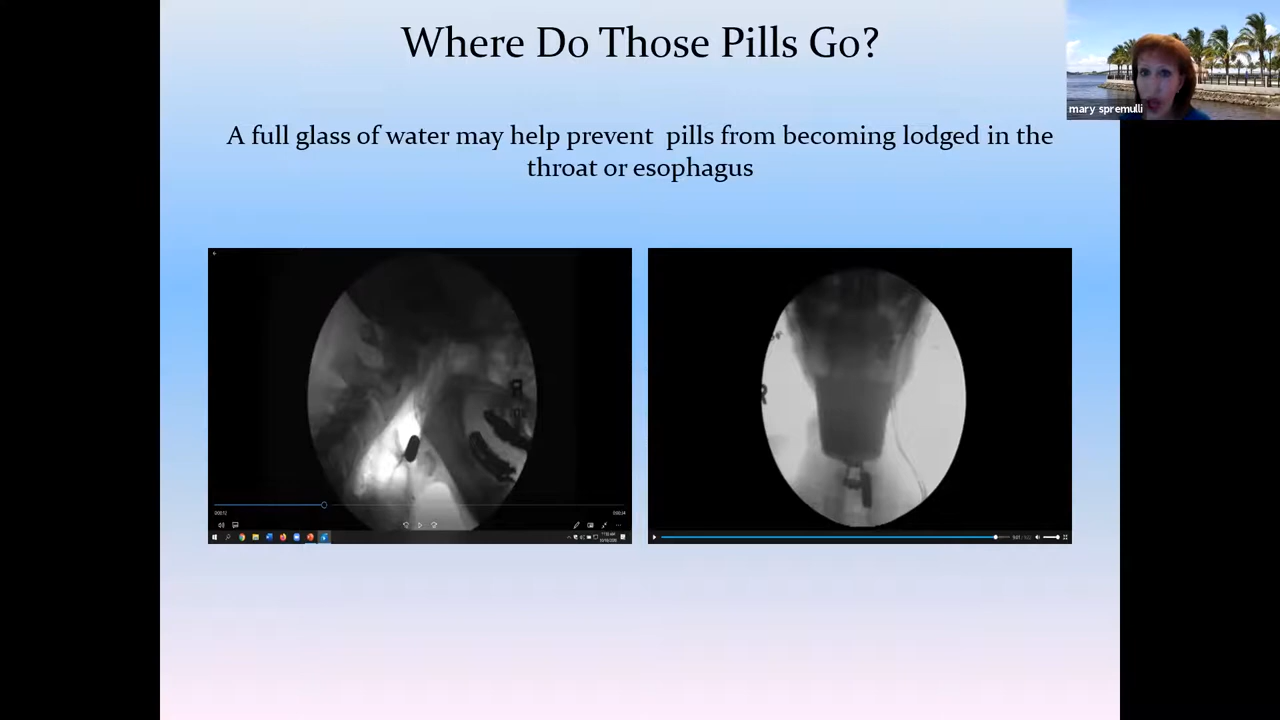 Where Do Those Pills Go?
mary spremulli
A full glass of water may help prevent  pills from becoming lodged in the
throat or esophagus
R
R